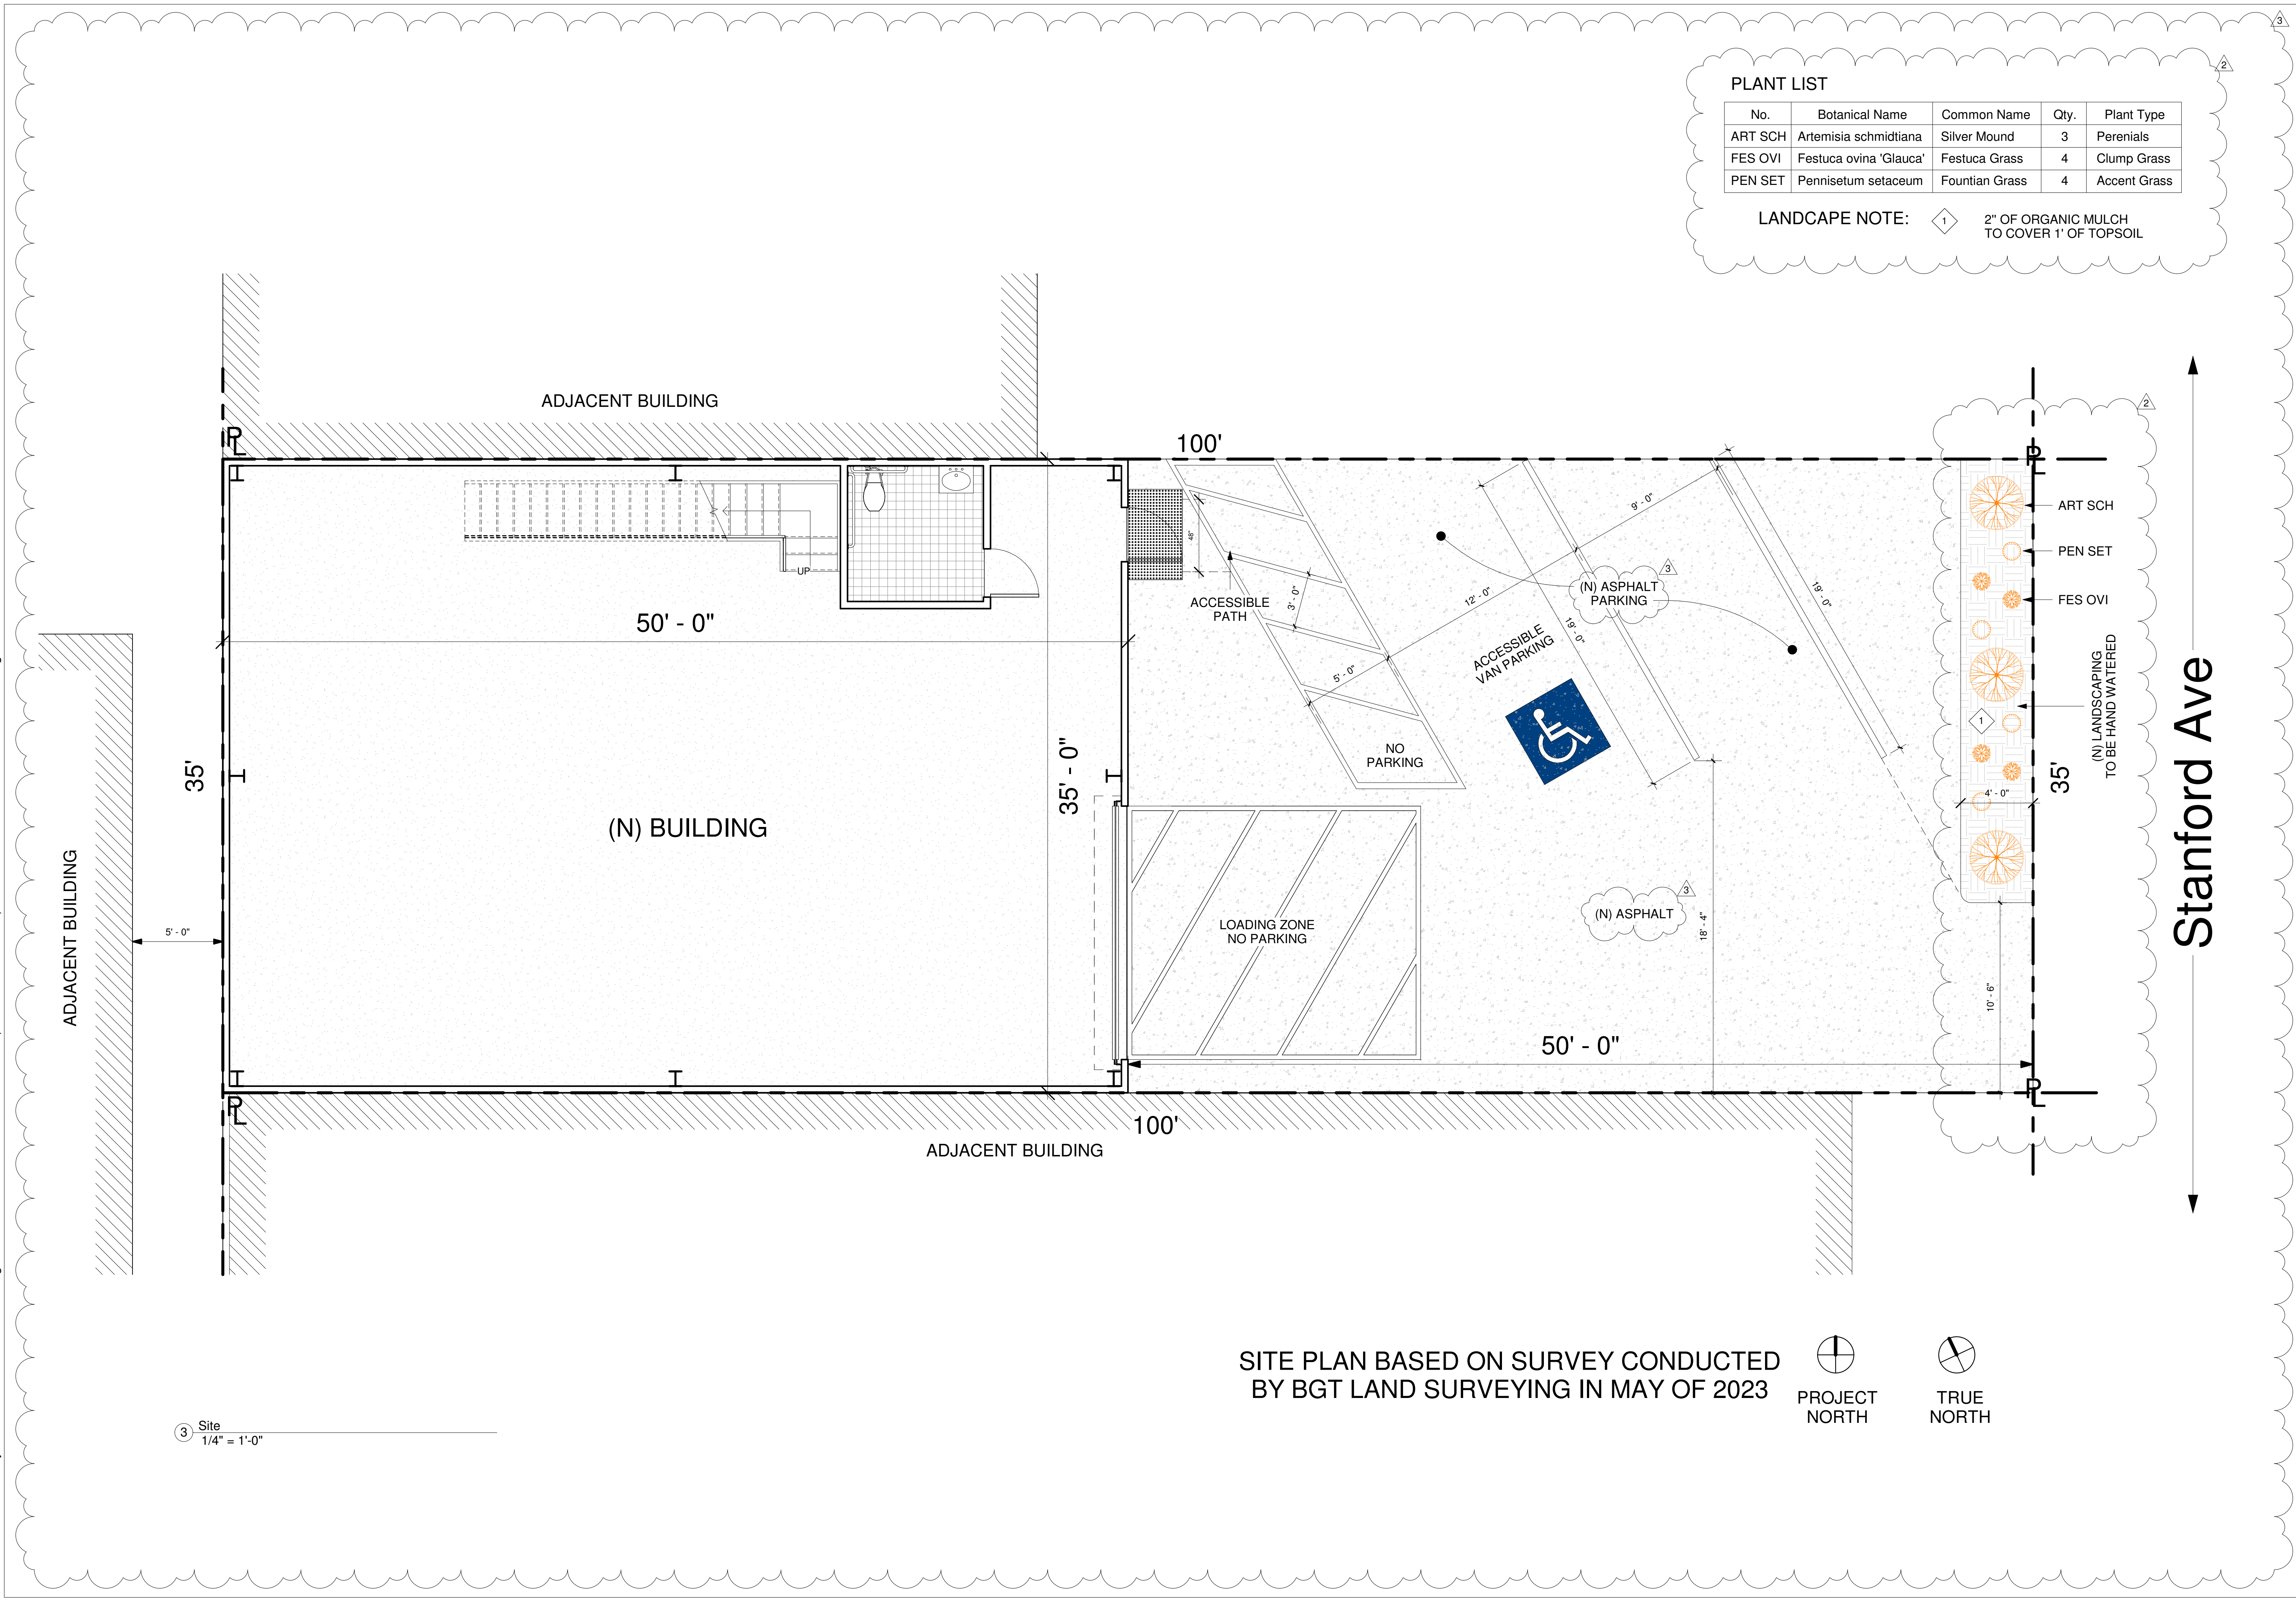 3
2
PLANT LIST
No. Botanical Name Common Name Qty. Plant Type
ART SCH Artemisia schmidtiana Silver Mound 3 Perenials
FES OVI Festuca ovina 'Glauca' Festuca Grass 4 Clump Grass
PEN SET Pennisetum setaceum Fountian Grass 4 Accent Grass
LANDCAPE NOTE: 1 2" OF ORGANIC MULCH
TO COVER 1' OF TOPSOIL
ADJACENT BUILDING
2
PL
100'
PL
ART SCH
PEN SET
FES OVI
UP
48"
ACCESSIBLE
PATH
3' - 0"
5' - 0"
12' - 0"
9' - 0"
19' - 0"
19' - 0"
3
(N) ASPHALT
PARKING
ACCESSIBLE
VAN PARKING
50' - 0"
NO
PARKING
(N) LANDSCAPING
TO BE HAND WATERED
Stanford Ave
1
35'
35' - 0"
35'
4' - 0"
(N) BUILDING
ADJACENT BUILDING
5' - 0"
LOADING ZONE
NO PARKING
3
(N) ASPHALT
18' - 4"
10' - 6"
50' - 0"
PL
PL
100'
ADJACENT BUILDING
SITE PLAN BASED ON SURVEY CONDUCTED
BY BGT LAND SURVEYING IN MAY OF 2023
PROJECT
NORTH
TRUE
NORTH
3 Site
1/4" = 1'-0"